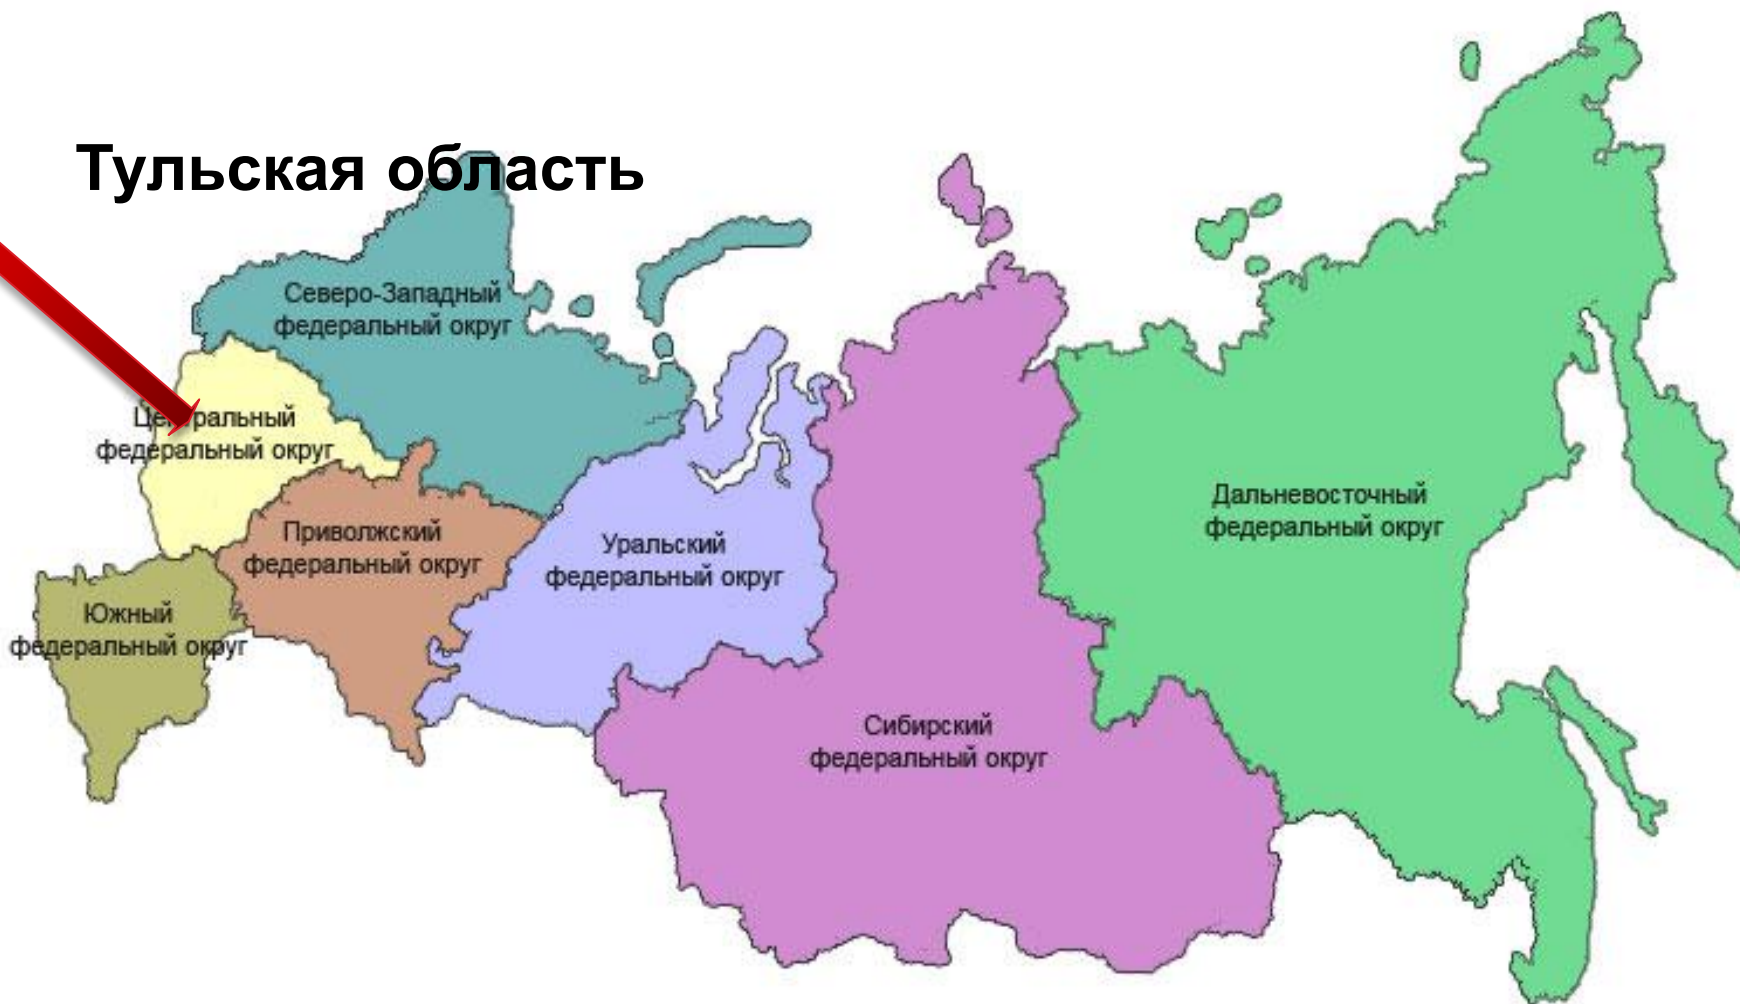 Тульская область
Северо-Западный
федеральный округ
Центральный
федеральный округ
Приволжский
федеральный округ
Уральский
федеральный округ
Южный
федеральный округ
Дальневосточный
федеральный округ
Сибирский
федеральный округ